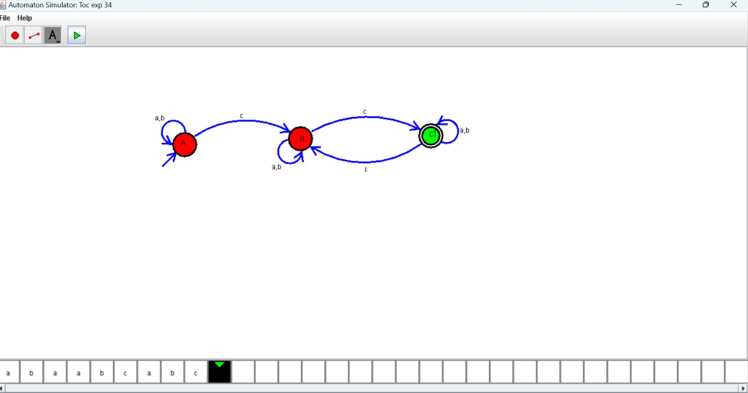 Automaton Simulator: Toc exp 34
File Help
A
a,b
c
c
a,b
A
B
C
a,b
a,b
c
a b a a b c a b c